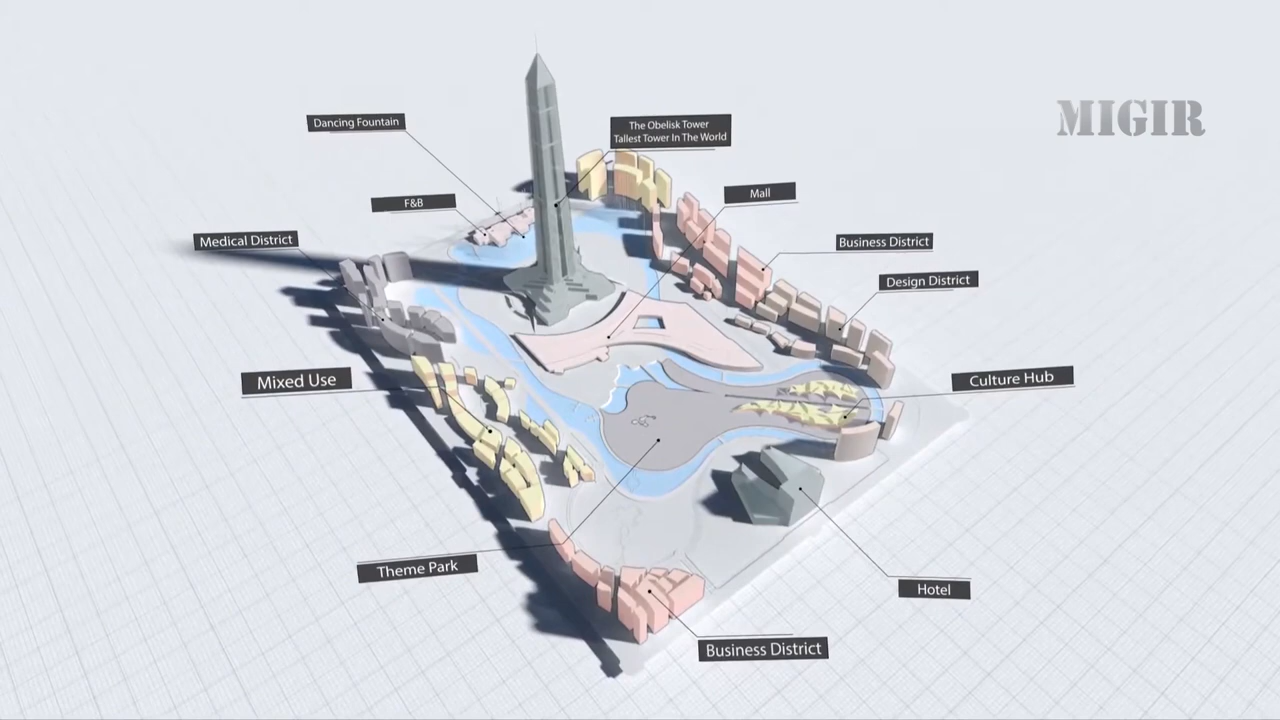 MIGIR
Dancing Fountain
The Obelisk Tower
Tallest Tower In The World
F&B
Mall
Medical District
Business District
Design District
Mixed Use
Culture Hub
Theme Park
Hotel
Business District